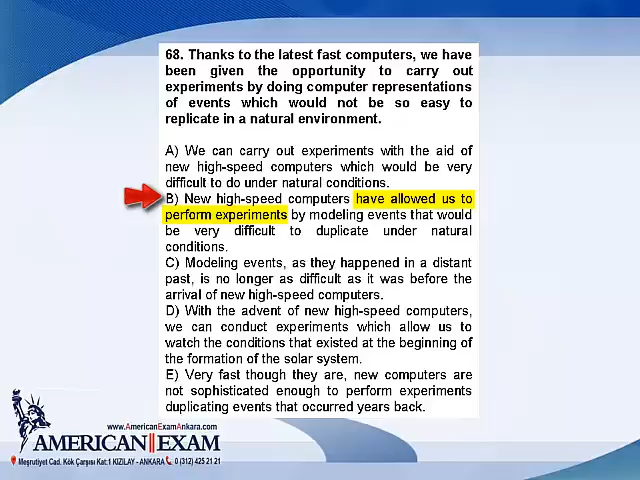 68. Thanks to the latest fast computers, we have
been given the opportunity to carry out
experiments by doing computer representations
of events which would not be so easy to
replicate in a natural environment.
A) We can carry out experiments with the aid of
new high-speed computers which would be very
difficult to do under natural conditions.
B) New high-speed computers have allowed us to
perform experiments by modeling events that would
be very difficult to duplicate under natural
conditions.
C) Modeling events, as they happened in a distant
past, is no longer as difficult as it was before the
arrival of new high-speed computers.
D) With the advent of new high-speed computers,
we can conduct experiments which allow us to
watch the conditions that existed at the beginning of
the formation of the solar system.
E) Very fast though they are, new computers are
not sophisticated enough to perform experiments
duplicating events that occurred years back.
www.AmericanExamAnkara.com
AMERICAN EXAM
Meşrutiyet Cad. Kök Çarşısı Kat:1 KIZILAY - ANKARA 0 (312) 425 21 21